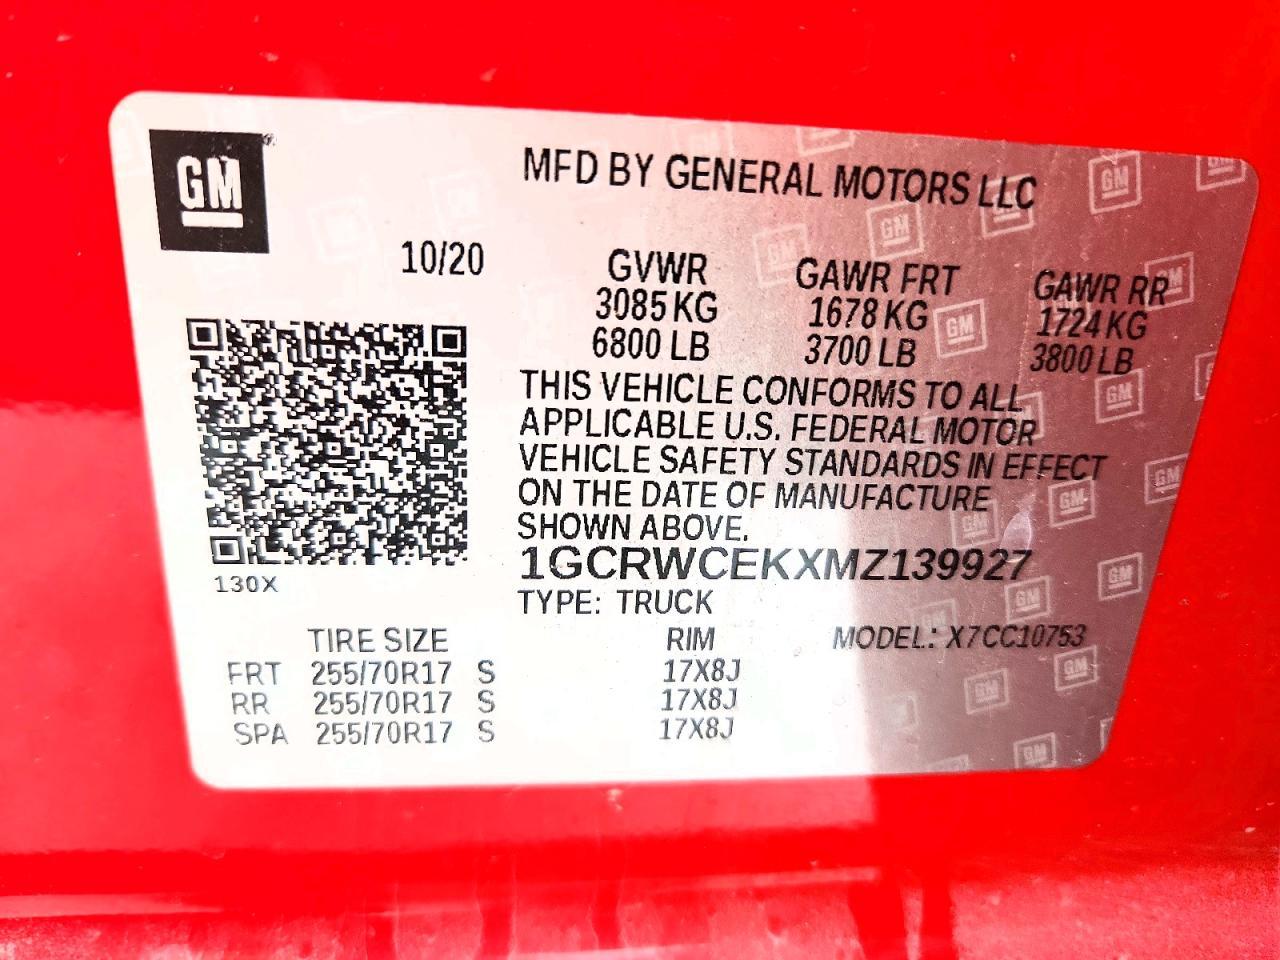 GM
MFD BY GENERAL MOTORS LLC
10/20
GVWR GAWR FRT GAWR RR
3085 KG 1678 KG 1724 KG
6800 LB 3700 LB 3800 LB
THIS VEHICLE CONFORMS TO ALL
APPLICABLE U.S. FEDERAL MOTOR
VEHICLE SAFETY STANDARDS IN EFFECT
ON THE DATE OF MANUFACTURE
SHOWN ABOVE.
1GCRWCEKXMZ139927
130X
TYPE: TRUCK
TIRE SIZE RIM MODEL: X7CC10753
FRT 255/70R17 S 17X8J
RR 255/70R17 S 17X8J
SPA 255/70R17 S 17X8J